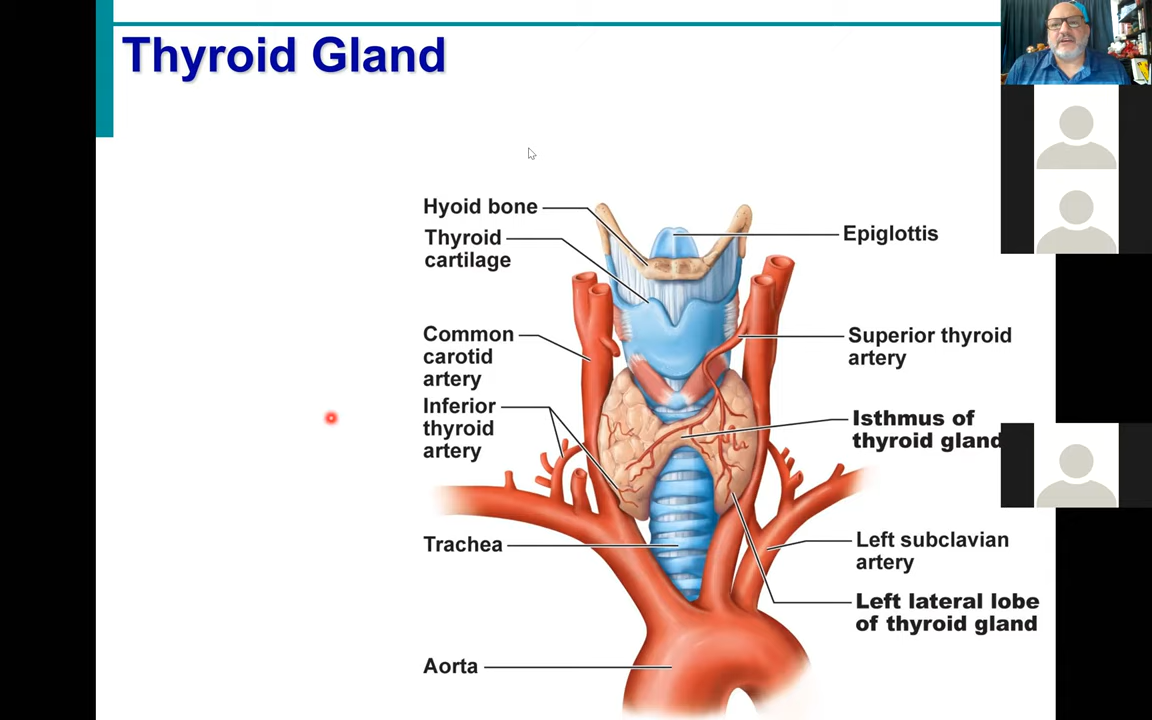 Thyroid Gland
Hyoid bone
Thyroid
cartilage
Common
carotid
artery
Inferior
thyroid
artery
Trachea
Aorta
Epiglottis
Superior thyroid
artery
Isthmus of
thyroid gland
Left subclavian
artery
Left lateral lobe
of thyroid gland